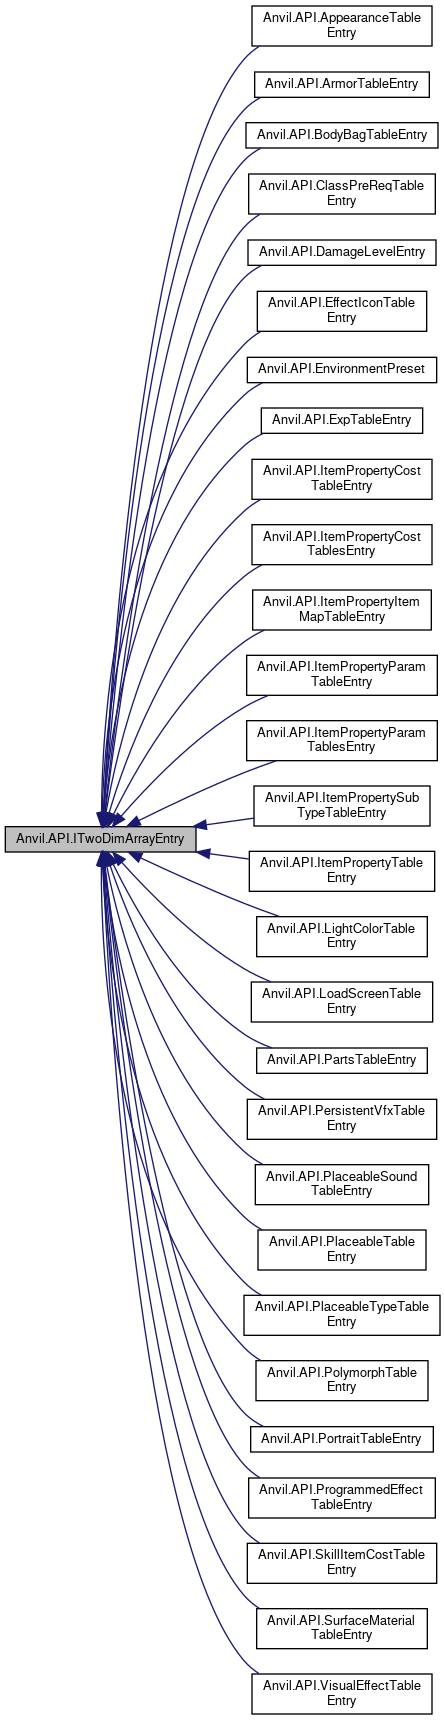 Anvil.API.AppearanceTable
Entry
Anvil.API.ArmorTableEntry
Anvil.API.BodyBagTableEntry
Anvil.API.ClassPreReqTable
Entry
Anvil.API.DamageLevelEntry
Anvil.API.EffectIconTable
Entry
Anvil.API.EnvironmentPreset
Anvil.API.ExpTableEntry
Anvil.API.ItemPropertyCost
TableEntry
Anvil.API.ItemPropertyCost
TablesEntry
Anvil.API.ItemPropertyItem
MapTableEntry
Anvil.API.ItemPropertyParam
TableEntry
Anvil.API.ItemPropertyParam
TablesEntry
Anvil.API.ItemPropertySub
TypeTableEntry
Anvil.API.ITwoDimArrayEntry
Anvil.API.ItemPropertyTable
Entry
Anvil.API.LightColorTable
Entry
Anvil.API.LoadScreenTable
Entry
Anvil.API.PartsTableEntry
Anvil.API.PersistentVfxTable
Entry
Anvil.API.PlaceableSound
TableEntry
Anvil.API.PlaceableTable
Entry
Anvil.API.PlaceableTypeTable
Entry
Anvil.API.PolymorphTable
Entry
Anvil.API.PortraitTableEntry
Anvil.API.ProgrammedEffect
TableEntry
Anvil.API.SkillItemCostTable
Entry
Anvil.API.SurfaceMaterial
TableEntry
Anvil.API.VisualEffectTable
Entry